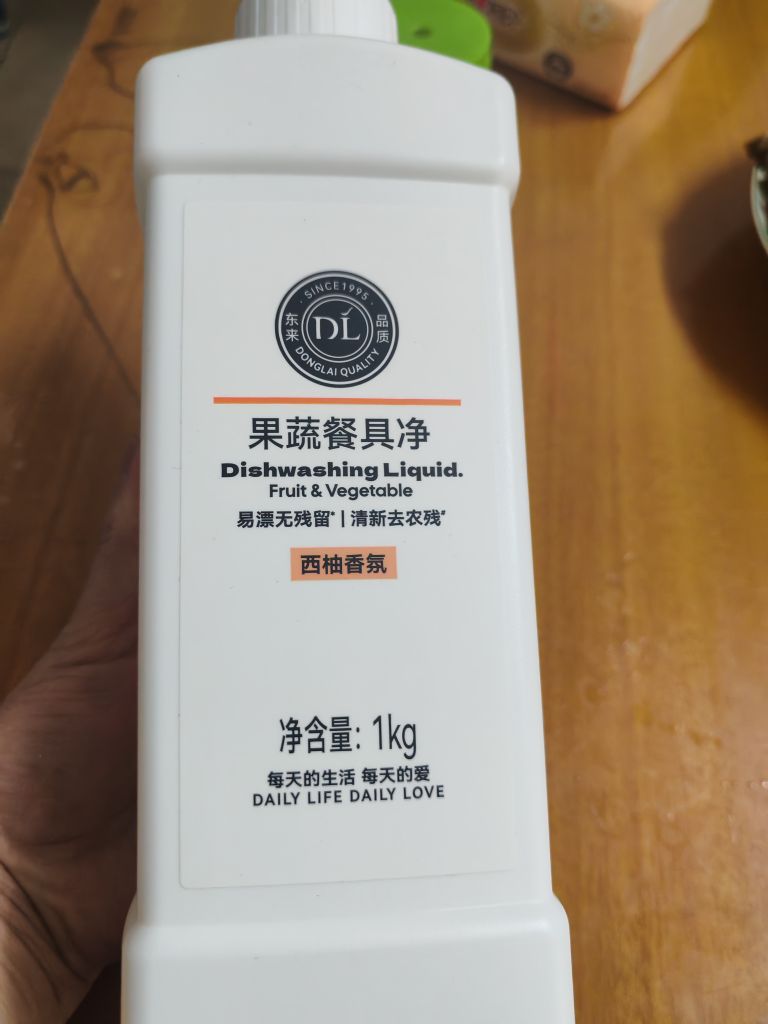 SINCE1995
东来 DL 品质
DONGLAI QUALITY
果蔬餐具净
Dishwashing Liquid.
Fruit & Vegetable
易漂无残留* | 清新去农残#
西柚香氛
净含量: 1kg
每天的生活 每天的爱
DAILY LIFE DAILY LOVE